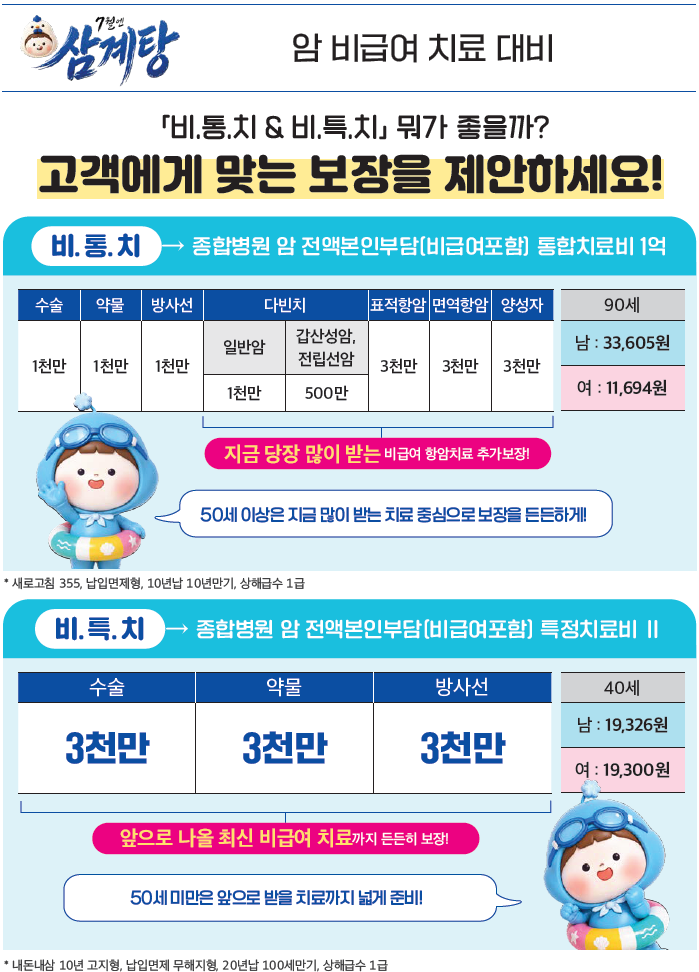 7월엔
삼계탕
암 비급여 치료 대비
「비.통.치 & 비.특.치」 뭐가 좋을까?
고객에게 맞는 보장을 제안하세요!
비.통.치 → 종합병원 암 전액본인부담(비급여포함) 통합치료비 1억
수술 약물 방사선 다빈치 표적항암 면역항암 양성자 90세
일반암 갑산성암, 전립선암
1천만 1천만 1천만 1천만 500만 3천만 3천만 3천만
남 : 33,605원
여 : 11,694원
지금 당장 많이 받는 비급여 항암치료 추가보장!
50세 이상은 지금 많이 받는 치료 중심으로 보장을 든든하게!
* 새로고침 355, 납입면제형, 10년납 10년만기, 상해급수 1급
비.특.치 → 종합병원 암 전액본인부담(비급여포함) 특정치료비 Ⅱ
수술 약물 방사선 40세
3천만 3천만 3천만
남 : 19,326원
여 : 19,300원
앞으로 나올 최신 비급여 치료까지 든든히 보장!
50세 미만은 앞으로 받을 치료까지 넓게 준비!
* 내돈내삼 10년 고지형, 납입면제 무해지형, 20년납 100세만기, 상해급수 1급